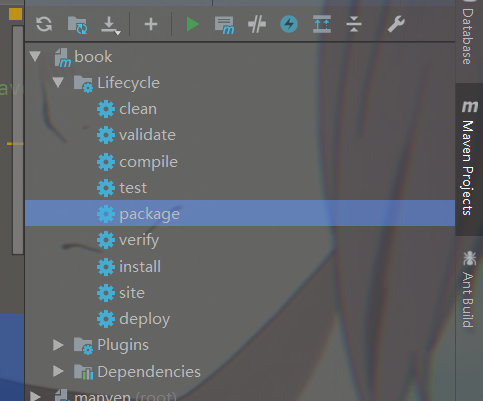 book
Lifecycle
clean
validate
compile
test
package
verify
install
site
deploy
Plugins
Dependencies
manven (root)
Database
Maven Projects
Ant Build